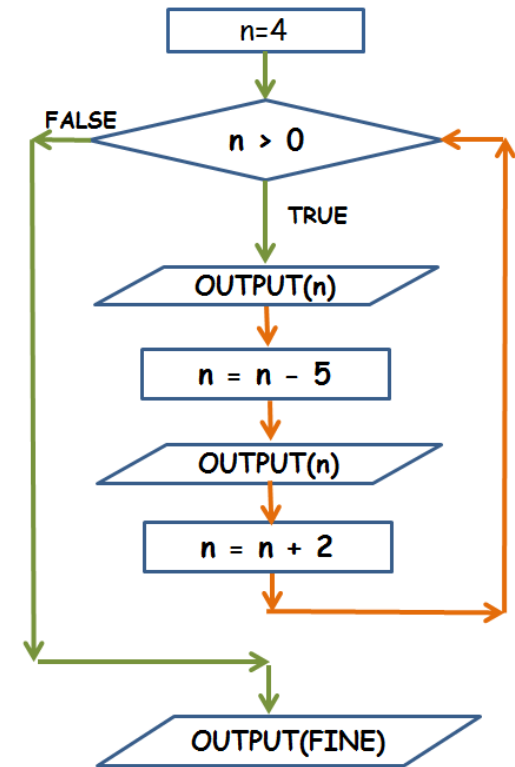 n=4
FALSE
n > 0
TRUE
OUTPUT(n)
n = n - 5
OUTPUT(n)
n = n + 2
OUTPUT(FINE)